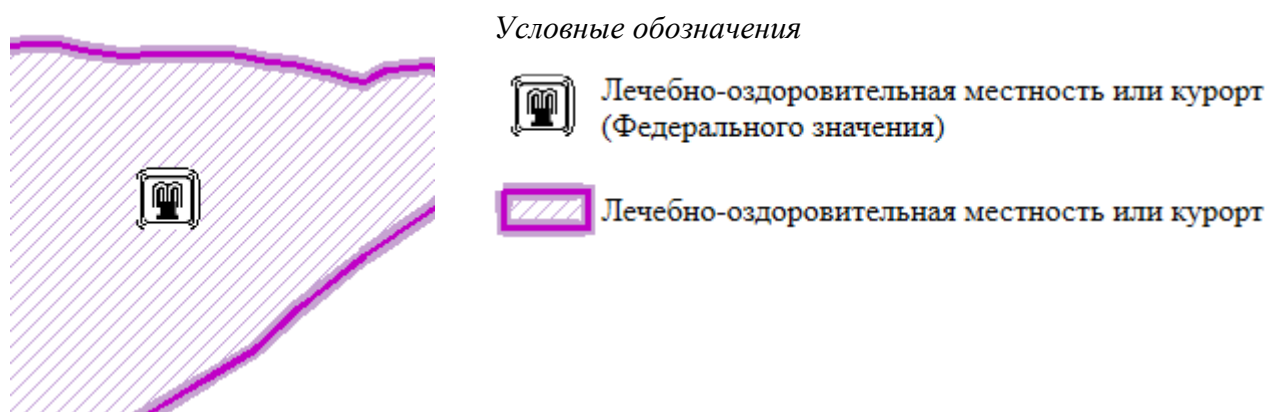 Условные обозначения
Лечебно-оздоровительная местность или курорт
(Федерального значения)
Лечебно-оздоровительная местность или курорт